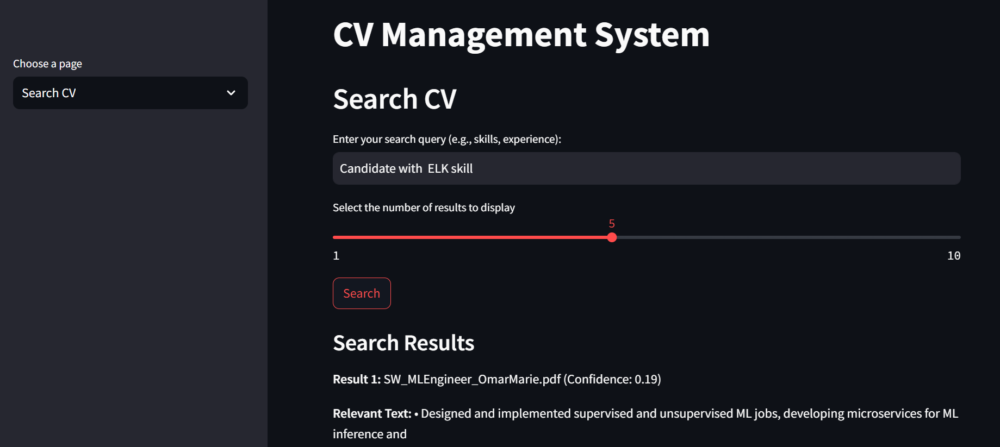 Choose a page
Search CV
CV Management System
Search CV
Enter your search query (e.g., skills, experience):
Candidate with  ELK skill
Select the number of results to display
5
1
10
Search
Search Results
Result 1: SW_MLEngineer_OmarMarie.pdf (Confidence: 0.19)
Relevant Text: • Designed and implemented supervised and unsupervised ML jobs, developing microservices for ML
inference and